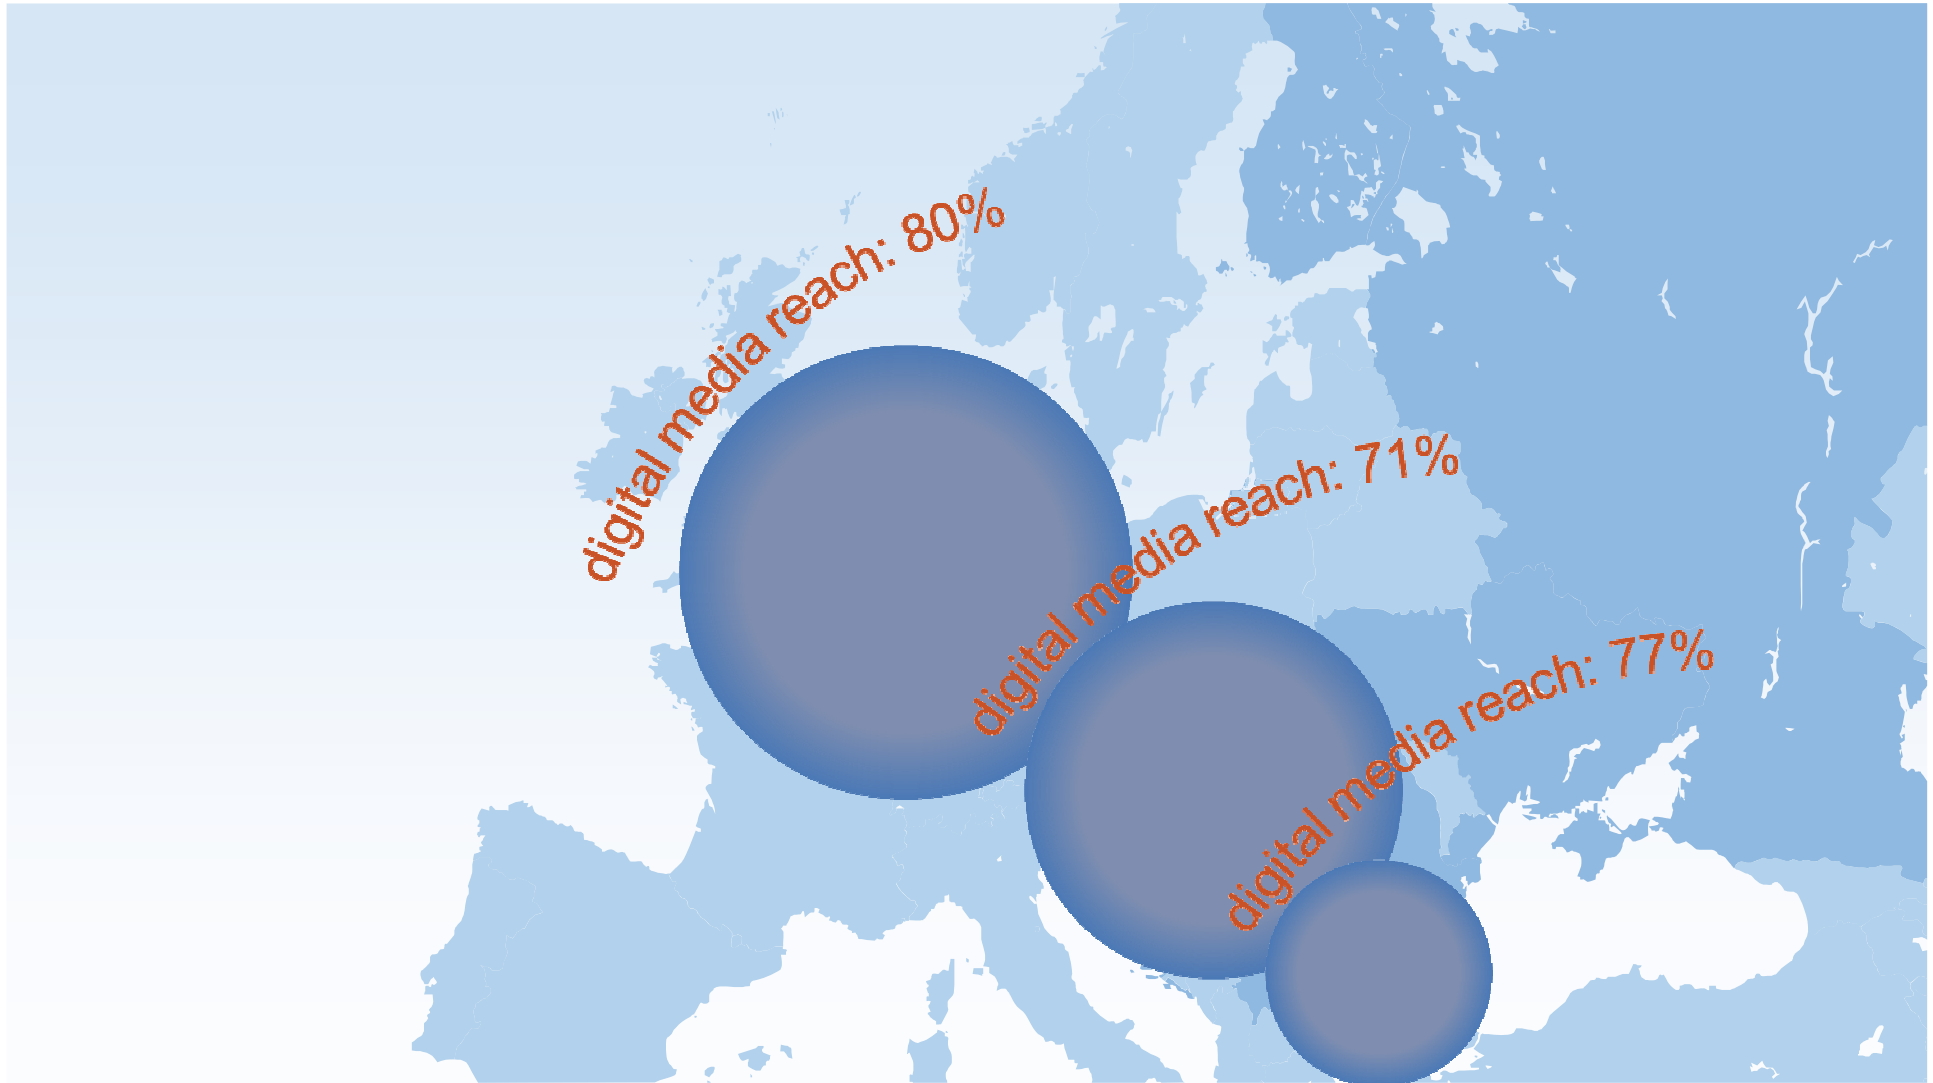 digital media reach: 80%
digital media reach: 71%
digital media reach: 77%